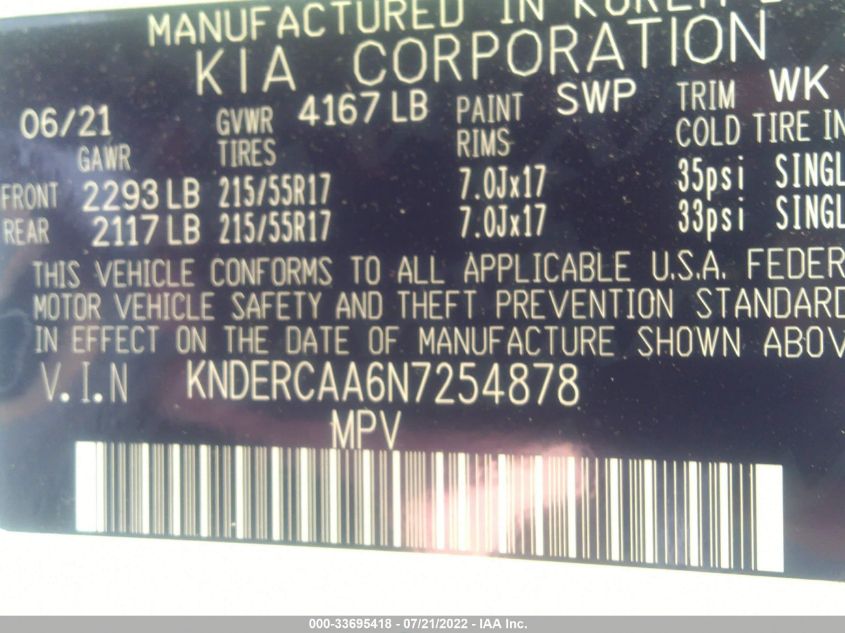 MANUFACTURED IN KOREA
KIA CORPORATION
06/21 GVWR 4167 LB PAINT SWP TRIM WK
GAWR TIRES RIMS COLD TIRE IN
FRONT 2293 LB 215/55R17 7.0Jx17 35psi SINGL
REAR 2117 LB 215/55R17 7.0Jx17 33psi SINGL
THIS VEHICLE CONFORMS TO ALL APPLICABLE U.S.A. FEDER
MOTOR VEHICLE SAFETY AND THEFT PREVENTION STANDARD
IN EFFECT ON THE DATE OF MANUFACTURE SHOWN ABOV
V.I.N KNDERCAA6N7254878
MPV
000-33695418 - 07/21/2022 - IAA Inc.